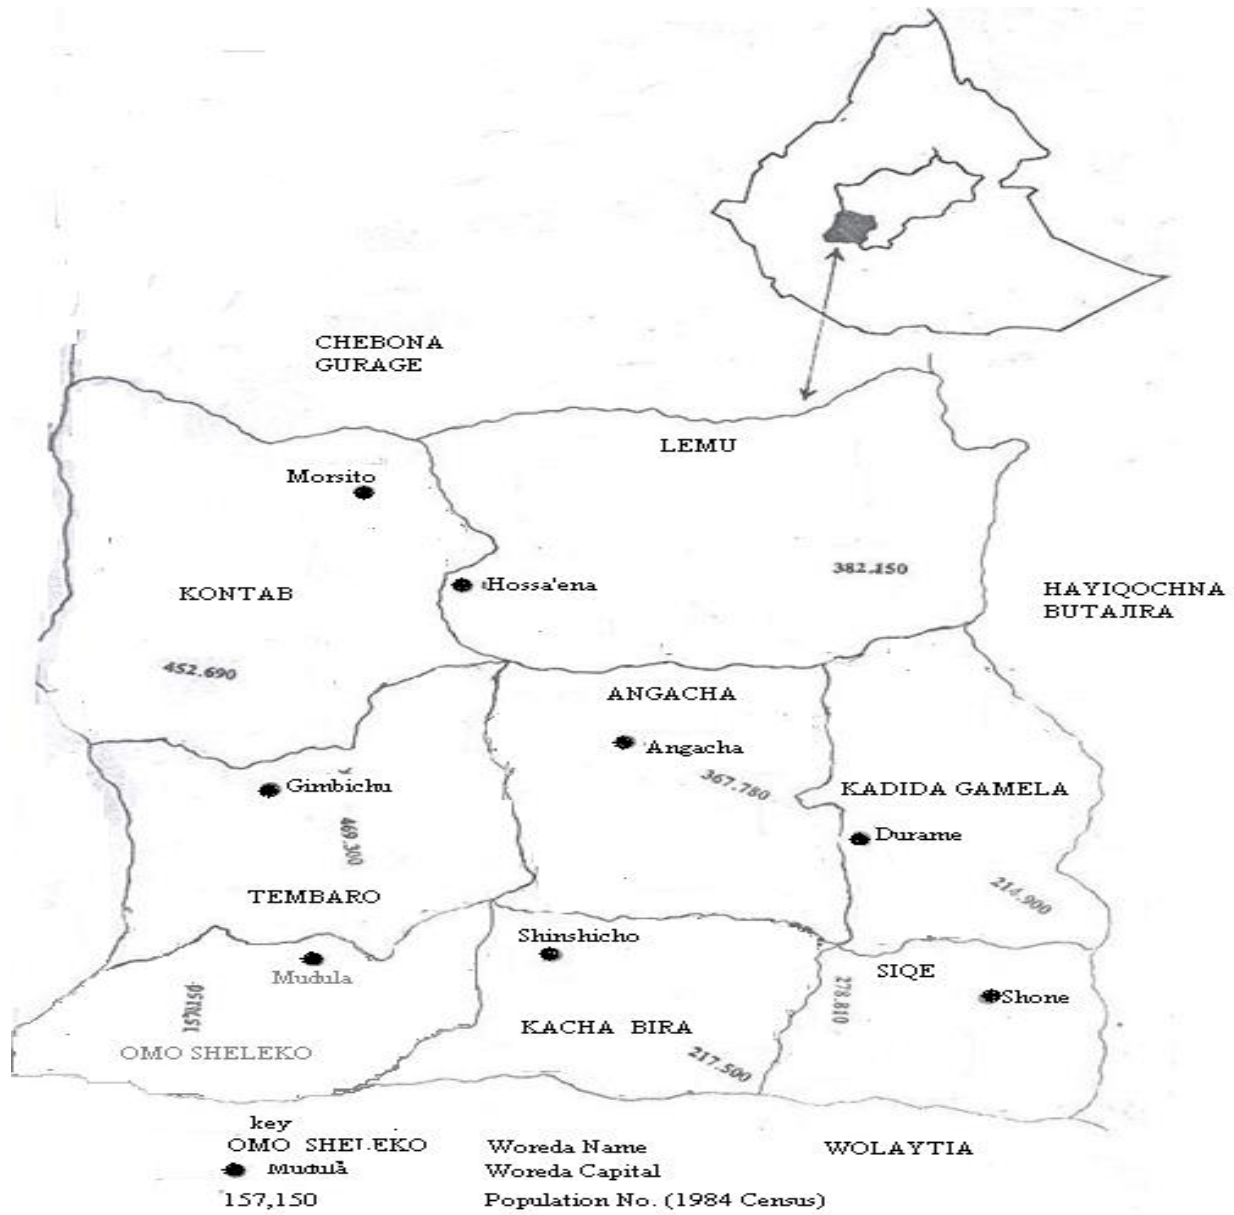 CHEBONA
GURAGE
LEMU
Morsito
382.150
Hossa'ena
KONTAB
HAYIQOCHNA
BUTAJIRA
452.690
ANGACHA
Angacha
367.780
Gimbichu
KADIDA GAMELA
469.300
Durame
TEMBARO
214.900
Shinshicho
Mudula
SIQE
278.810
Shone
157.150
KACHA BIRA
OMO SHELEKO
217.500
key
OMO SHELEKO Woreda Name
Mudula Woreda Capital
157,150 Population No. (1984 Census)
WOLAYTIA